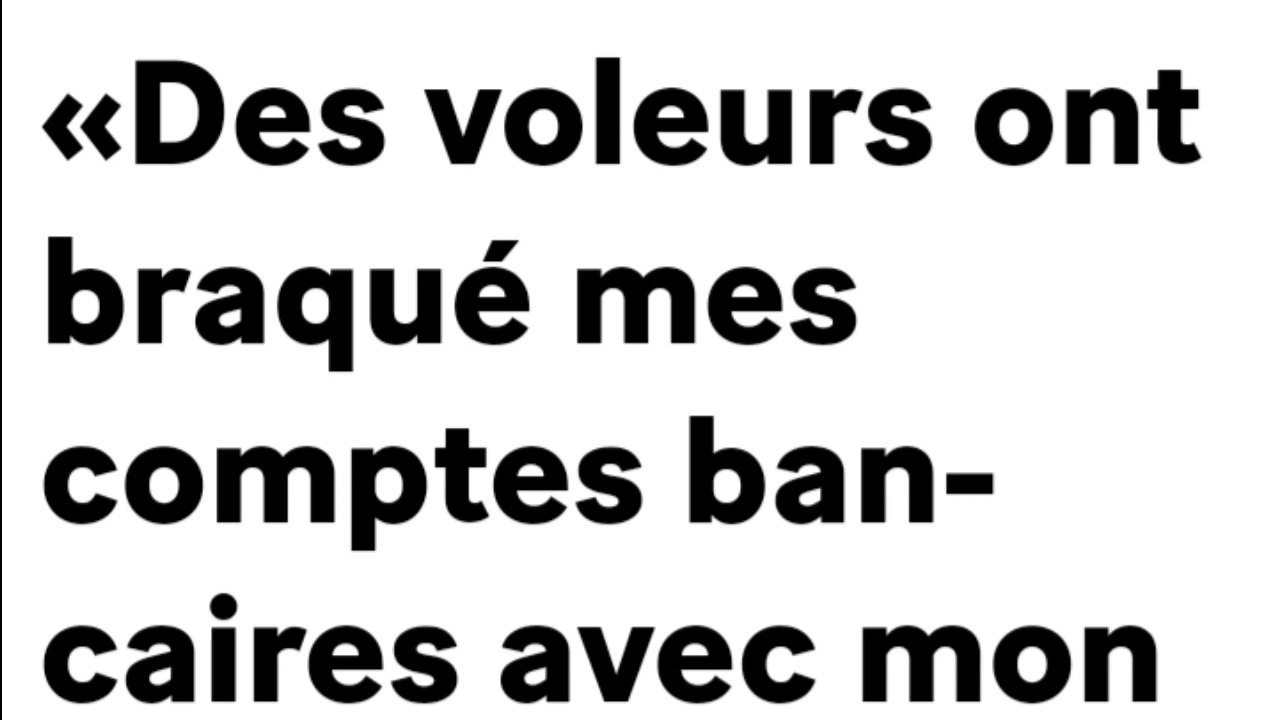 «Des voleurs ont
braqué mes
comptes ban-
caires avec mon